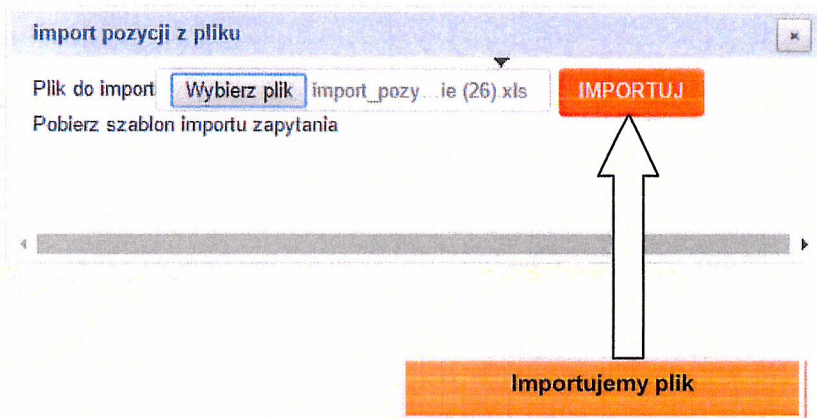 import pozycji z pliku
Plik do import Wybierz plik import_pozy...ie (26).xls IMPORTUJ
Pobierz szablon importu zapytania
Importujemy plik